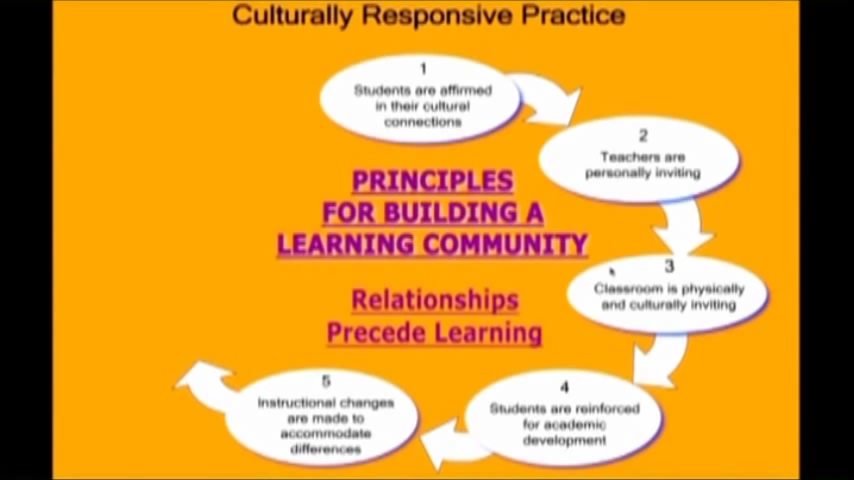 Culturally Responsive Practice
1
Students are affirmed
in their cultural
connections
2
Teachers are
personally inviting
PRINCIPLES
FOR BUILDING A
LEARNING COMMUNITY
3
Classroom is physically
and culturally inviting
Relationships
Precede Learning
4
Students are reinforced
for academic
development
5
Instructional changes
are made to
accommodate
differences